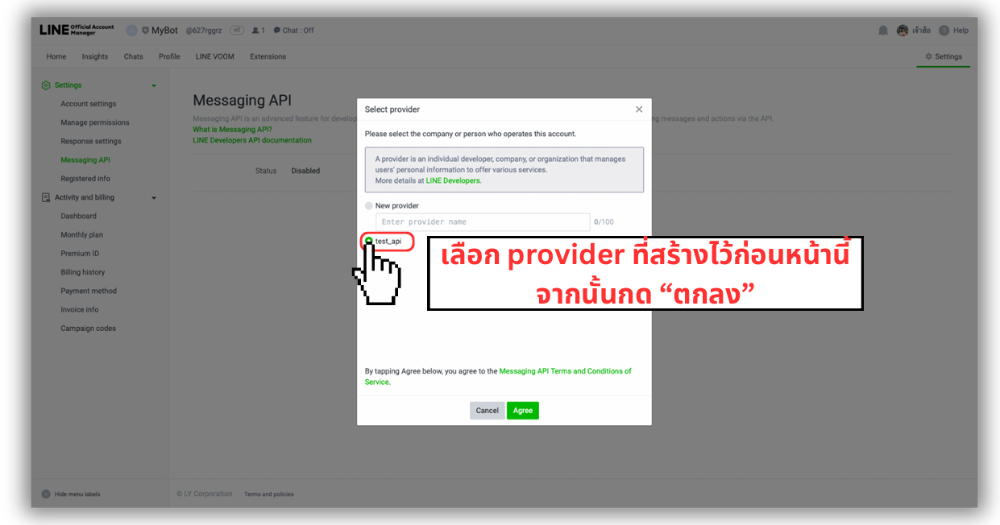 LINE Official Account Manager
MyBot @627rggrz 1 Chat : Off
เจ้าฮ้อ Help
Home Insights Chats Profile LINE VOOM Extensions
Settings
Settings
Account settings
Manage permissions
Response settings
Messaging API
Registered info
Activity and billing
Dashboard
Monthly plan
Premium ID
Billing history
Payment method
Invoice info
Campaign codes
Hide menu labels
Messaging API
Messaging API is an advanced feature for develop
ng messages and actions via the API.
What is Messaging API?
LINE Developers API documentation
Status Disabled
Select provider
Please select the company or person who operates this account.
A provider is an individual developer, company, or organization that manages
users' personal information to offer various services.
More details at LINE Developers.
New provider
Enter provider name 0/100
test_api
เลือก provider ที่สร้างไว้ก่อนหน้านี้
จากนั้นกด “ตกลง”
By tapping Agree below, you agree to the Messaging API Terms and Conditions of
Service.
Cancel Agree
© LY Corporation Terms and policies